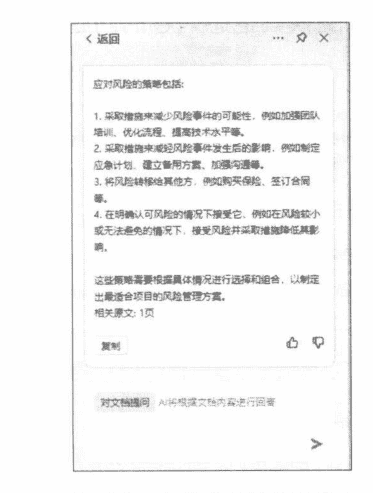 返回
应对风险的策略包括:
1. 采取措施来减少风险事件的可能性，例如加强团队
培训、优化流程、提高技术水平等。
2. 采取措施来减轻风险事件发生后的影响，例如制定
应急计划、建立备用方案、加强沟通等。
3. 将风险转移给其他方，例如购买保险、签订合同
等。
4. 在明确认可风险的情况下接受它，例如在风险较小
或无法避免的情况下，接受风险并采取措施降低其影
响。
这些策略需要根据具体情况进行选择和组合，以制定
出最适合项目的风险管理方案。
相关原文: 1页
复制
对文档提问 AI将根据文档内容进行回答